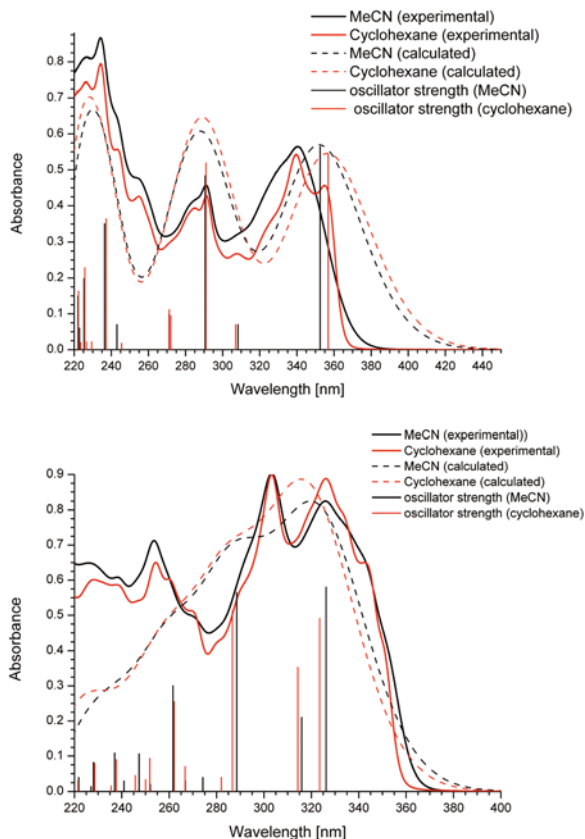 MeCN (experimental)
Cyclohexane (experimental)
MeCN (calculated)
Cyclohexane (calculated)
oscillator strength (MeCN)
oscillator strength (cyclohexane)
0.8
0.7
0.6
0.5
0.4
0.3
0.2
0.1
0.0
Absorbance
220 240 260 280 300 320 340 360 380 400 420 440
Wavelength [nm]
MeCN (experimental))
Cyclohexane (experimental)
MeCN (calculated)
Cyclohexane (calculated)
oscillator strength (MeCN)
oscillator strength (cyclohexane)
0.9
0.8
0.7
0.6
0.5
0.4
0.3
0.2
0.1
0.0
Absorbance
220 240 260 280 300 320 340 360 380 400
Wavelength [nm]